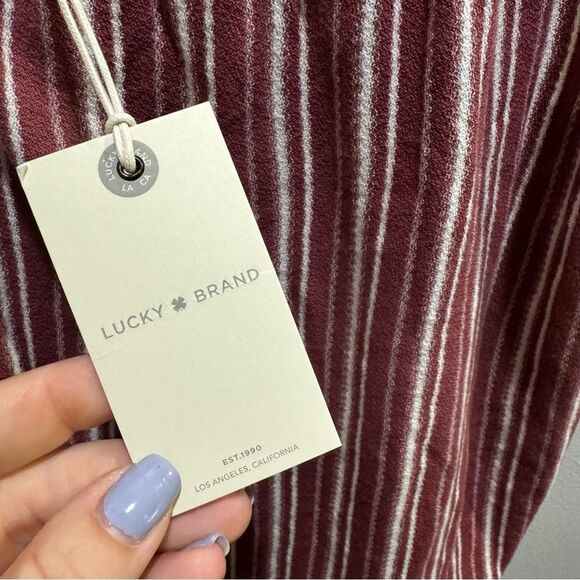 LUCKY BRAND
LA CA
LUCKY BRAND
EST.1990
LOS ANGELES, CALIFORNIA